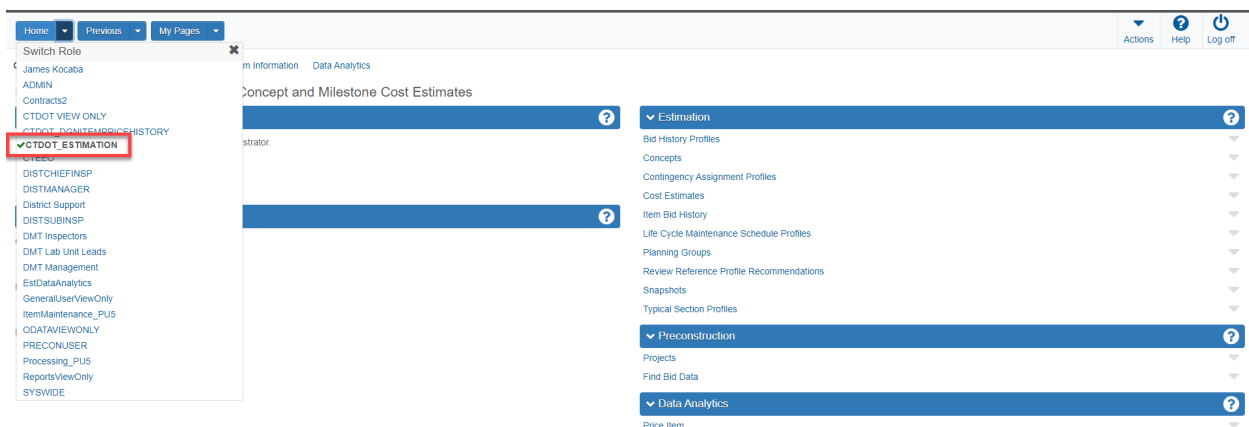 Home Previous My Pages
Actions Help Log off
Switch Role
James Kocaba
ADMIN
Contracts2
CTDOT VIEW ONLY
CTDOT_DGNITEMPRICEHISTORY
CTDOT_ESTIMATION
CTEEO
DISTCHIEFINSP
DISTMANAGER
District Support
DISTSUBINSP
DMT Inspectors
DMT Lab Unit Leads
DMT Management
EstDataAnalytics
GeneralUserViewOnly
ItemMaintenance_PU5
ODATAVIEWONLY
PRECONUSER
Processing_PU5
ReportsViewOnly
SYSWIDE
m Information Data Analytics
Concept and Milestone Cost Estimates
strator.
Estimation
Bid History Profiles
Concepts
Contingency Assignment Profiles
Cost Estimates
Item Bid History
Life Cycle Maintenance Schedule Profiles
Planning Groups
Review Reference Profile Recommendations
Snapshots
Typical Section Profiles
Preconstruction
Projects
Find Bid Data
Data Analytics
Price Item